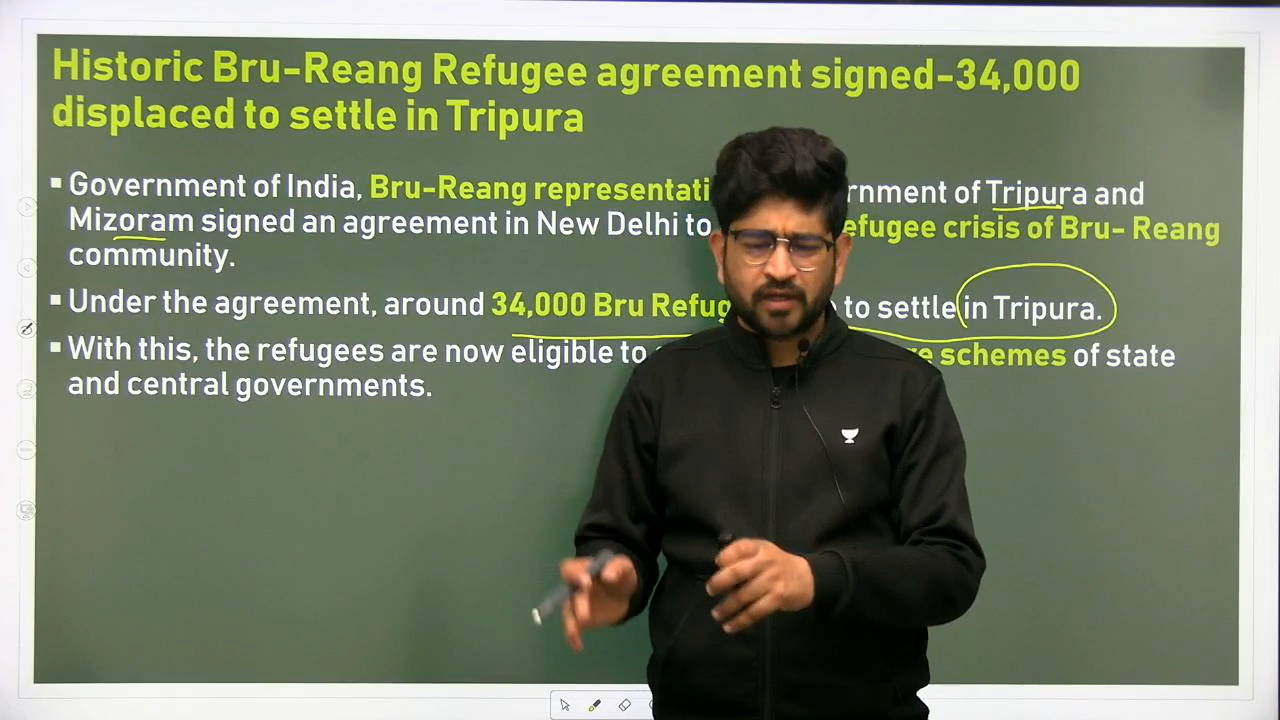 Historic Bru-Reang Refugee agreement signed-34,000
displaced to settle in Tripura
▪ Government of India, Bru-Reang representati rnment of Tripura and
Mizoram signed an agreement in New Delhi to efugee crisis of Bru- Reang
community.
▪ Under the agreement, around 34,000 Bru Refug to settle in Tripura.
▪ With this, the refugees are now eligible to schemes of state
and central governments.